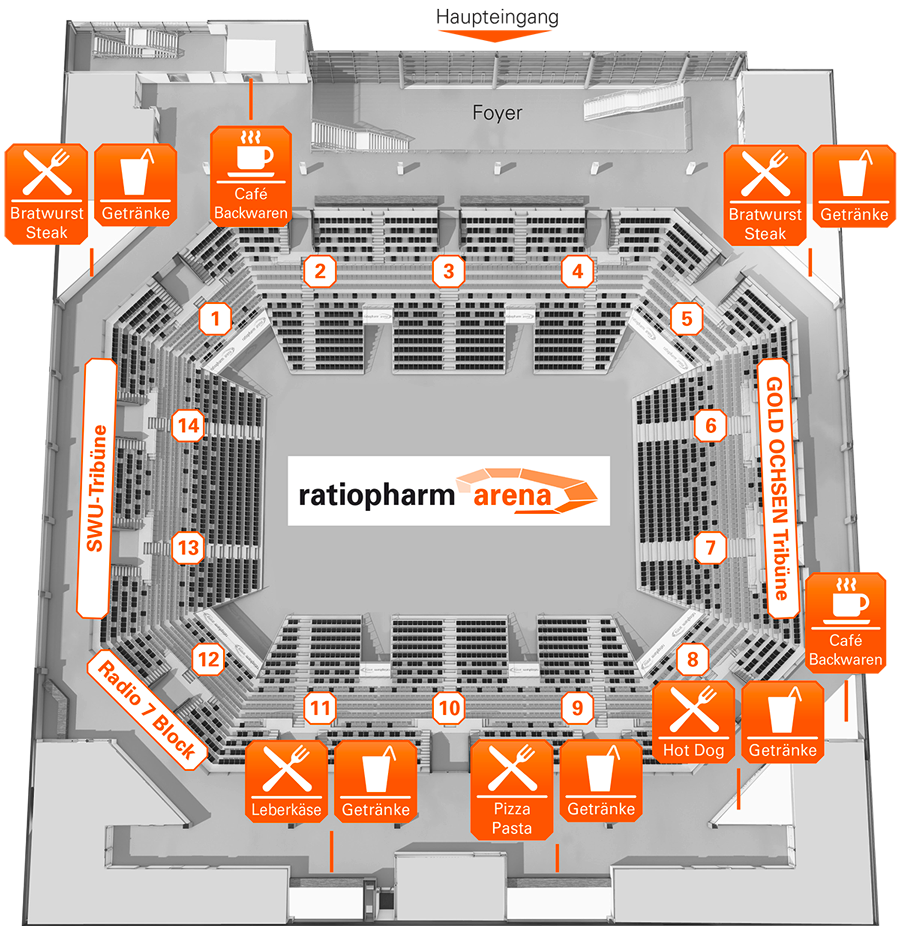 Haupteingang
Foyer
Bratwurst
Steak
Getränke
Café
Backwaren
Bratwurst
Steak
Getränke
2
3
4
1
5
SWU-Tribüne
14
13
ratiopharm arena
6
7
GOLD OCHSEN Tribüne
Café
Backwaren
12
8
Radio 7 Block
11
10
9
Hot Dog
Getränke
Leberkäse
Getränke
Pizza
Pasta
Getränke